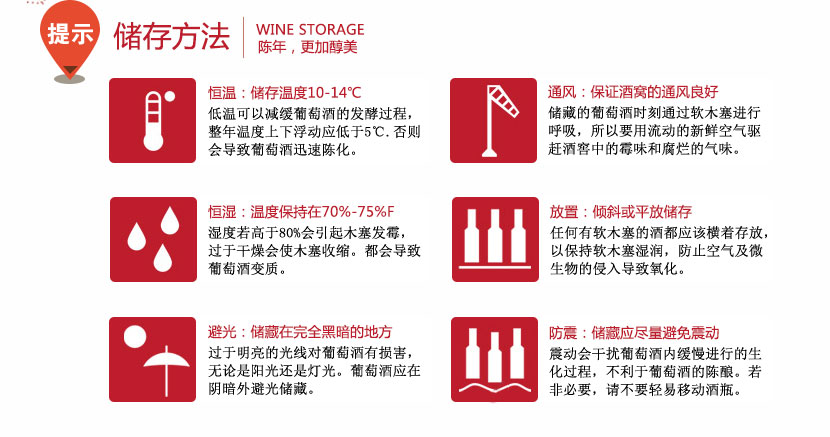 提示
储存方法
WINE STORAGE
陈年，更加醇美
恒温：储存温度10-14℃
低温可以减缓葡萄酒的发酵过程，
整年温度上下浮动应低于5℃.否则
会导致葡萄酒迅速陈化。
通风：保证酒窝的通风良好
储藏的葡萄酒时刻通过软木塞进行
呼吸，所以要用流动的新鲜空气驱
赶酒窖中的霉味和腐烂的气味。
恒湿：温度保持在70%-75%F
湿度若高于80%会引起木塞发霉，
过于干燥会使木塞收缩。都会导致
葡萄酒变质。
放置：倾斜或平放储存
任何有软木塞的酒都应该横着存放，
以保持软木塞湿润，防止空气及微
生物的侵入导致氧化。
避光：储藏在完全黑暗的地方
过于明亮的光线对葡萄酒有损害，
无论是阳光还是灯光。葡萄酒应在
阴暗外避光储藏。
防震：储藏应尽量避免震动
震动会干扰葡萄酒内缓慢进行的生
化过程，不利于葡萄酒的陈酿。若
非必要，请不要轻易移动酒瓶。